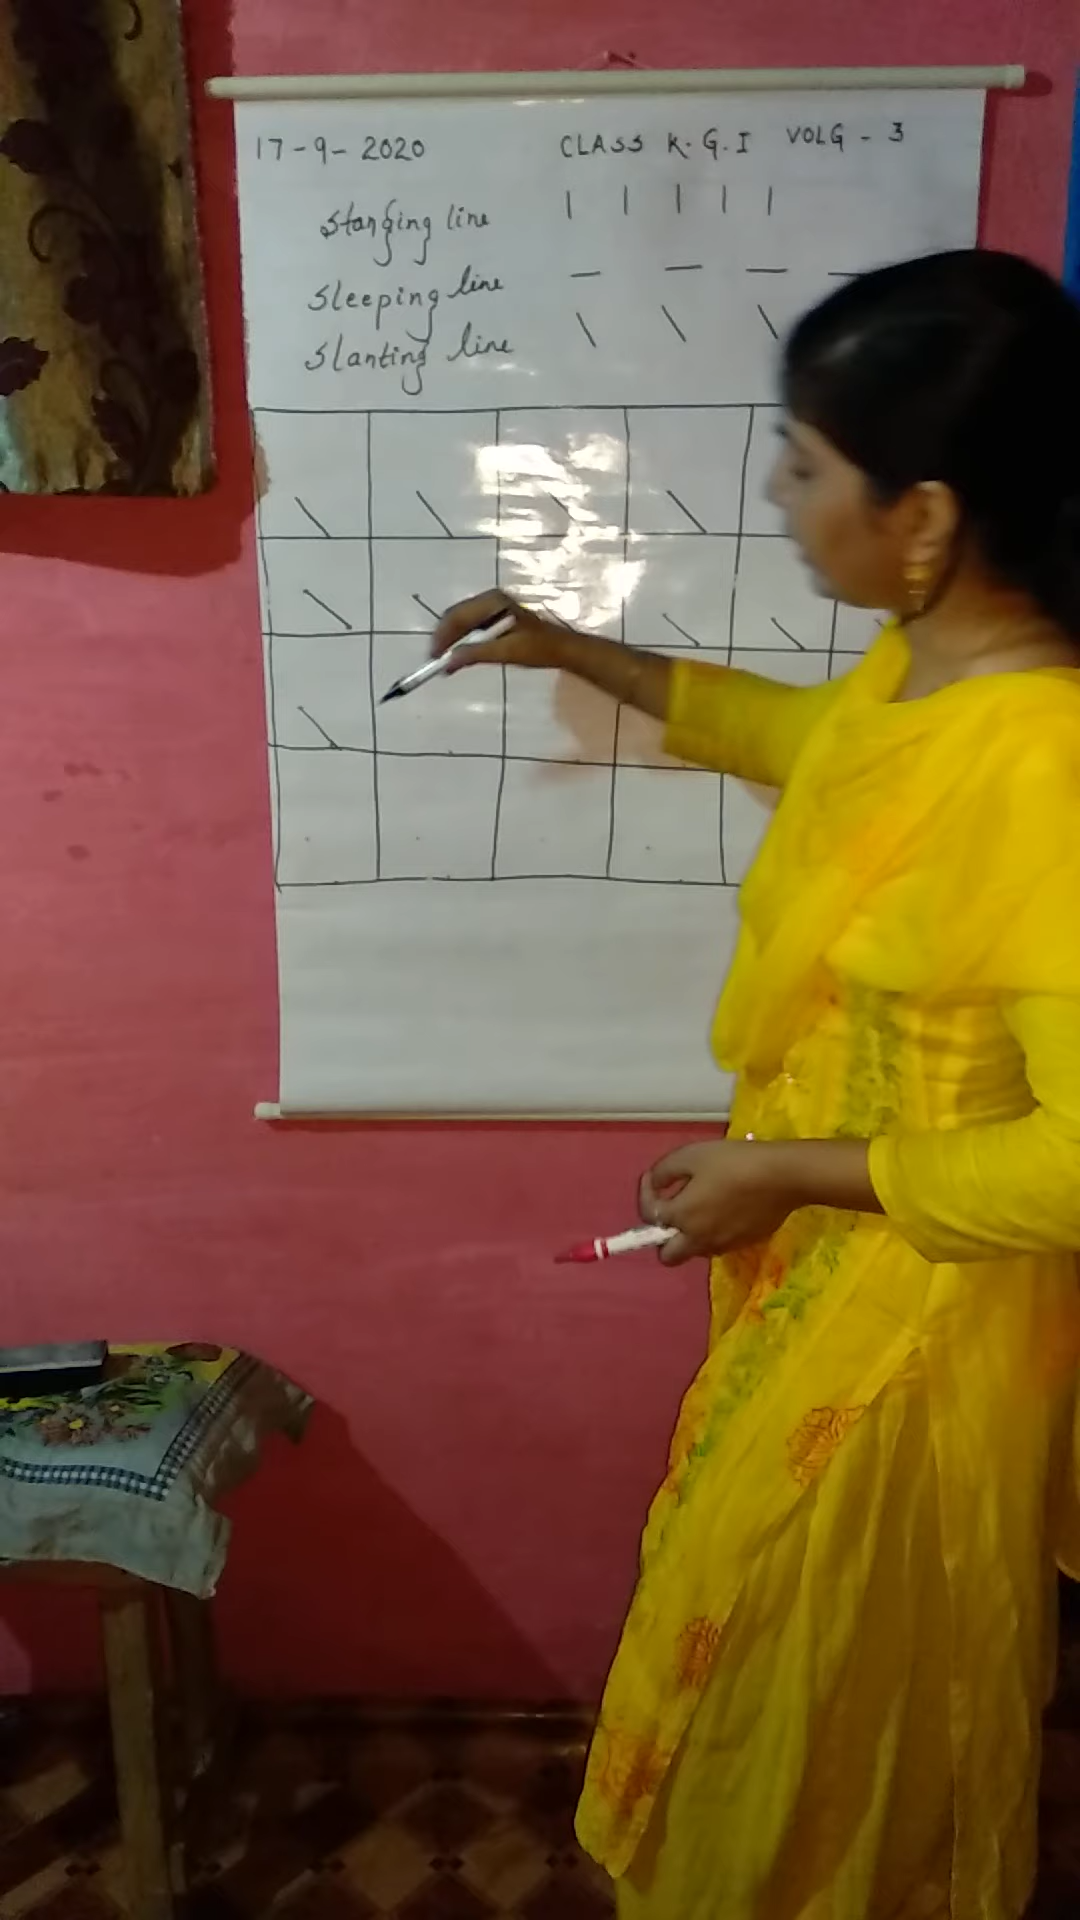 17-9-2020 CLASS K.G.I VOLG-3
Standing line | | | | |
Sleeping line — — — —
Slanting line \ \ \